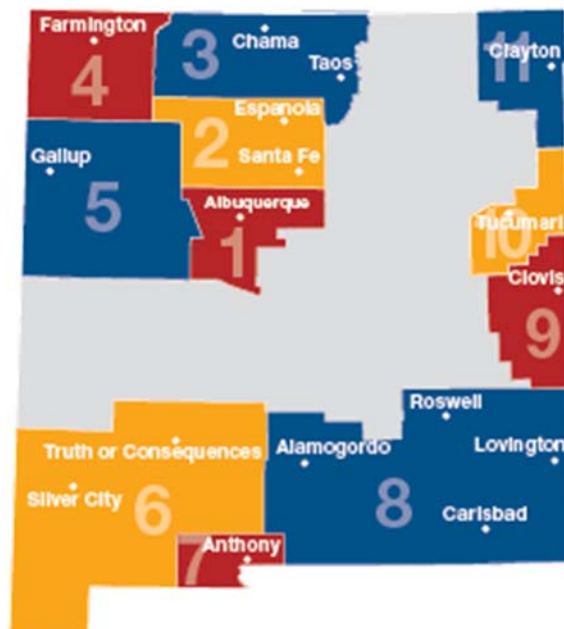 Farmington
4
3
Chama
Taos
11
Clayton
Espanola
2
Santa Fe
Gallup
5
Albuquerque
1
Tucumari
10
Clovis
9
Roswell
Truth or Consequences
Alamogordo
Lovington
Silver City
6
8
Carlsbad
Anthony
7